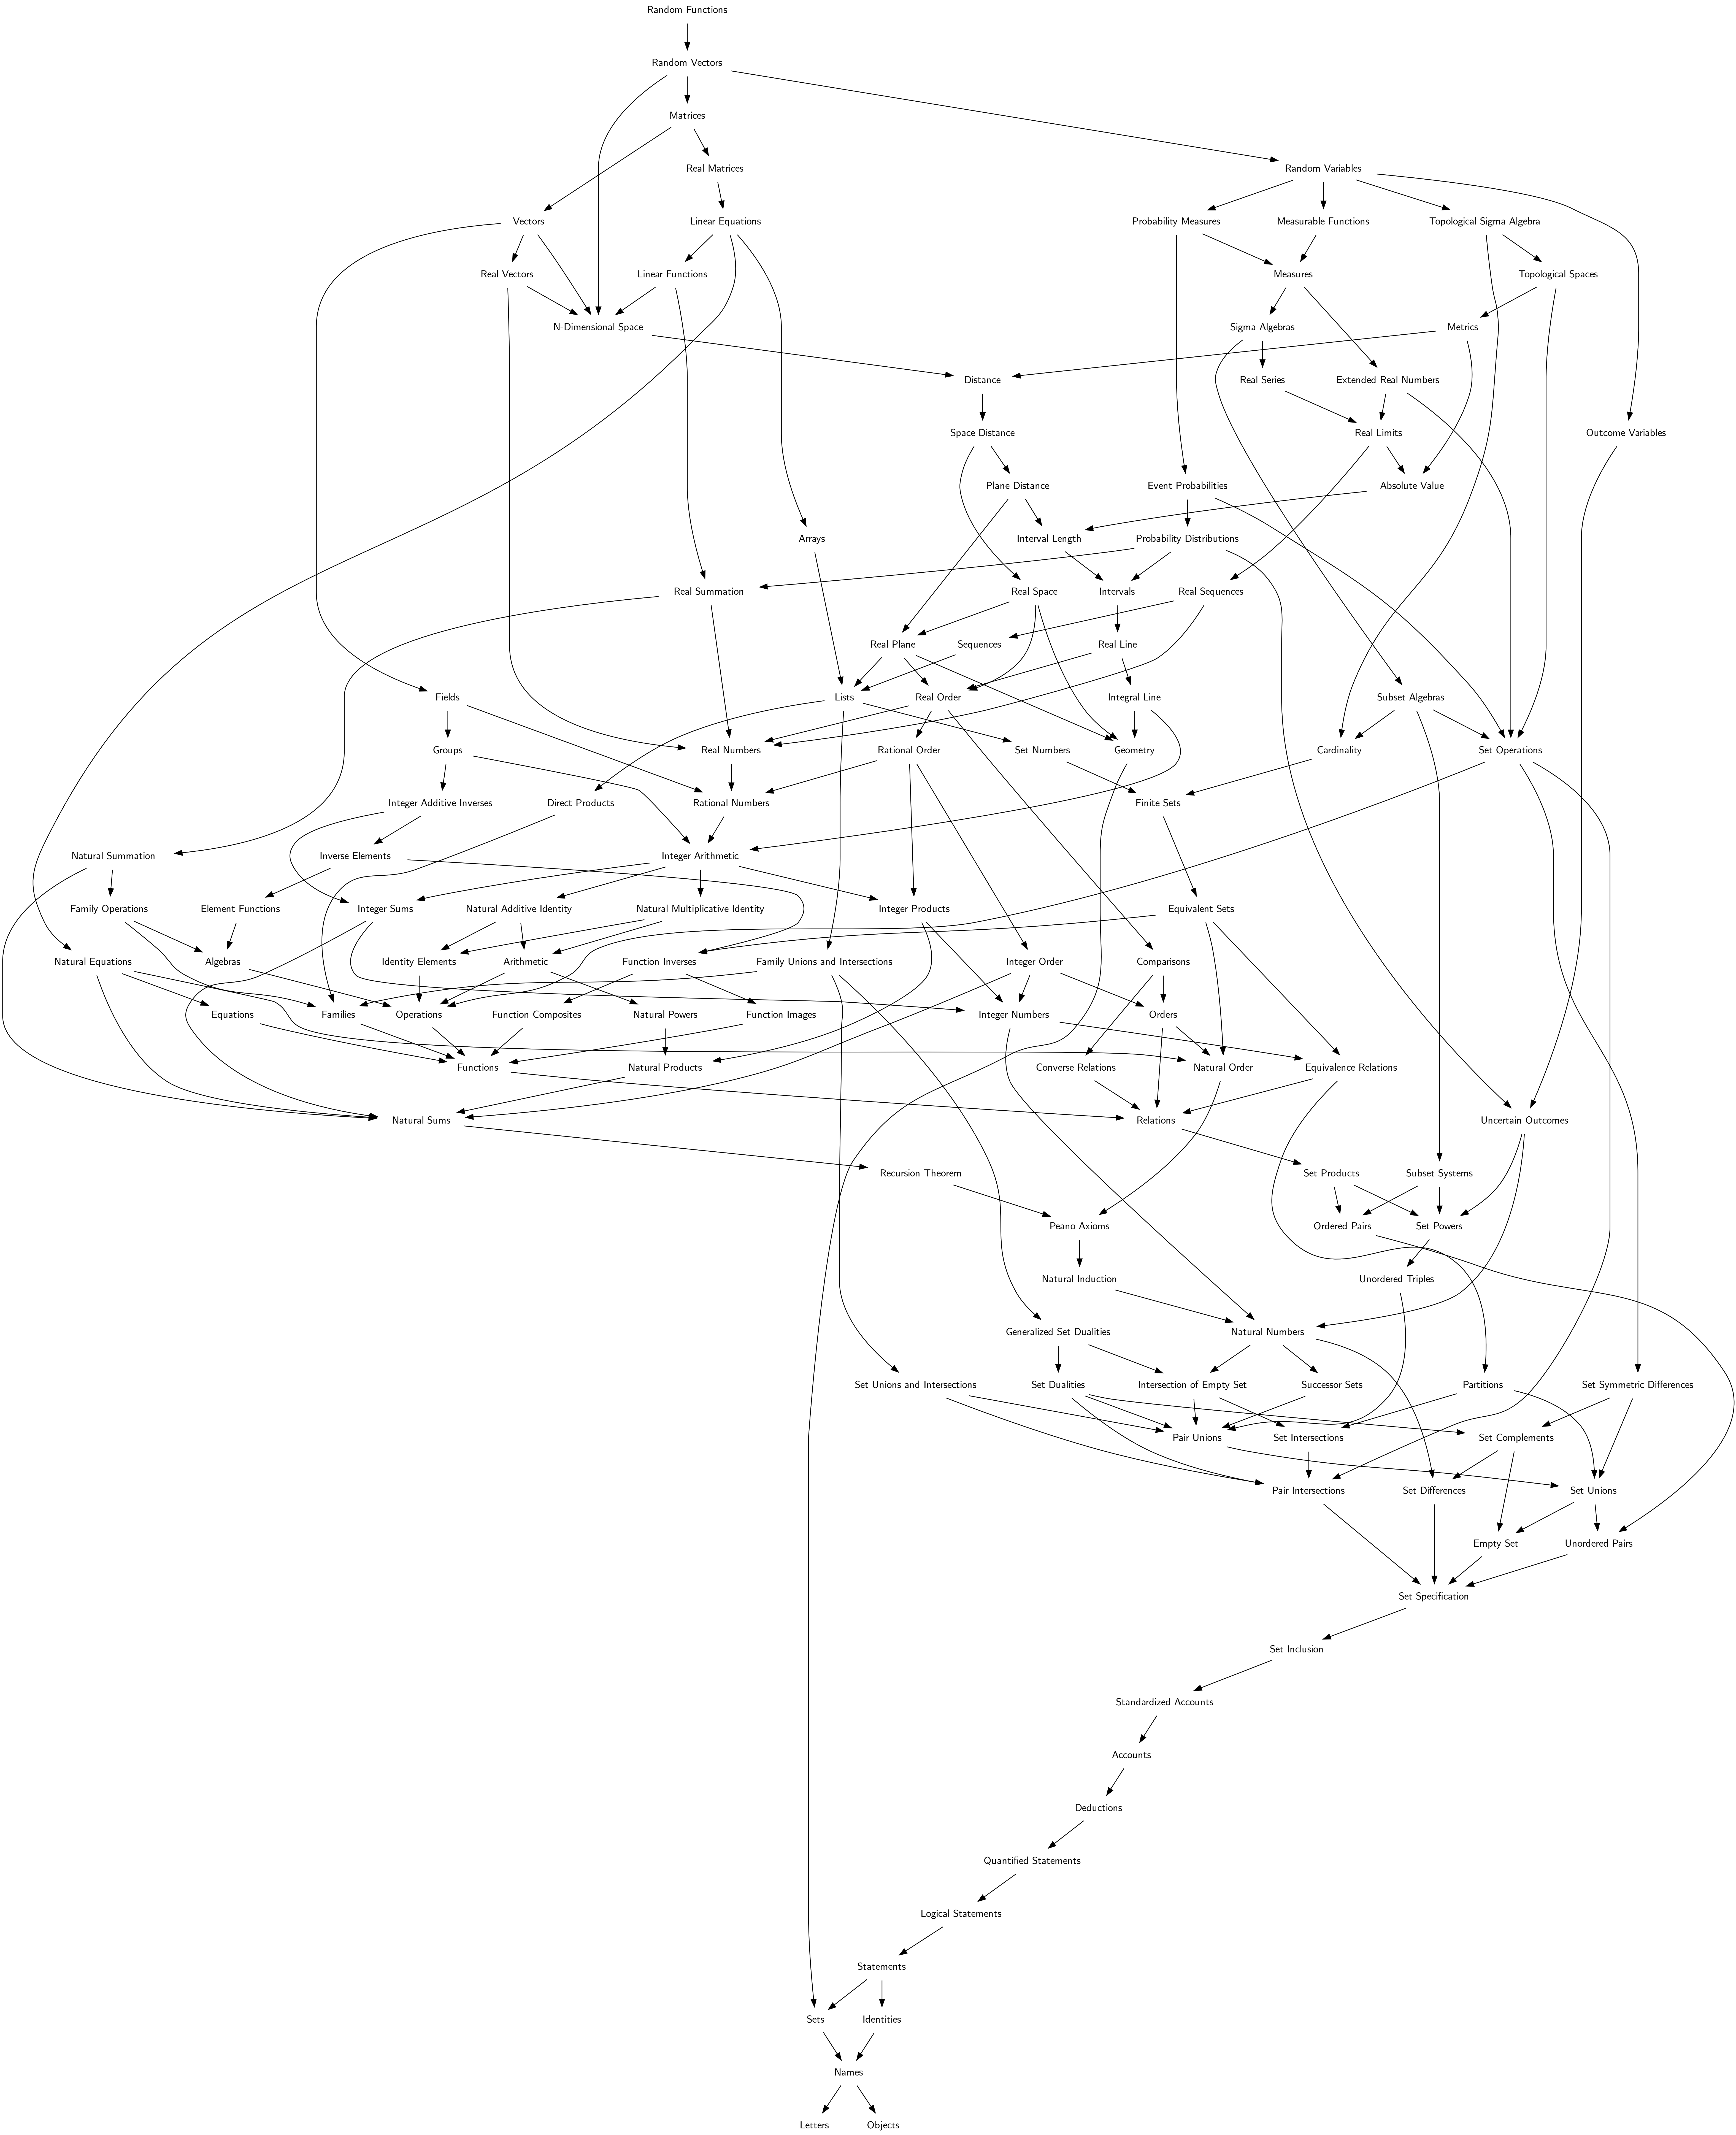 Random Functions
Random Vectors
Matrices
Real Matrices
Random Variables
Vectors
Linear Equations
Probability Measures
Measurable Functions
Topological Sigma Algebra
Real Vectors
Linear Functions
Measures
Topological Spaces
N-Dimensional Space
Sigma Algebras
Metrics
Distance
Real Series
Extended Real Numbers
Space Distance
Real Limits
Outcome Variables
Plane Distance
Event Probabilities
Absolute Value
Arrays
Interval Length
Probability Distributions
Real Summation
Real Space
Intervals
Real Sequences
Real Plane
Sequences
Real Line
Fields
Lists
Real Order
Integral Line
Subset Algebras
Groups
Real Numbers
Rational Order
Set Numbers
Geometry
Cardinality
Set Operations
Integer Additive Inverses
Direct Products
Rational Numbers
Finite Sets
Natural Summation
Inverse Elements
Integer Arithmetic
Family Operations
Element Functions
Integer Sums
Natural Additive Identity
Natural Multiplicative Identity
Integer Products
Equivalent Sets
Natural Equations
Algebras
Identity Elements
Arithmetic
Function Inverses
Family Unions and Intersections
Integer Order
Comparisons
Equations
Families
Operations
Function Composites
Natural Powers
Function Images
Integer Numbers
Orders
Functions
Natural Products
Converse Relations
Natural Order
Equivalence Relations
Natural Sums
Relations
Uncertain Outcomes
Recursion Theorem
Set Products
Subset Systems
Peano Axioms
Ordered Pairs
Set Powers
Natural Induction
Unordered Triples
Generalized Set Dualities
Natural Numbers
Set Unions and Intersections
Set Dualities
Intersection of Empty Set
Successor Sets
Partitions
Set Symmetric Differences
Pair Unions
Set Intersections
Set Complements
Pair Intersections
Set Differences
Set Unions
Empty Set
Unordered Pairs
Set Specification
Set Inclusion
Standardized Accounts
Accounts
Deductions
Quantified Statements
Logical Statements
Statements
Sets
Identities
Names
Letters
Objects